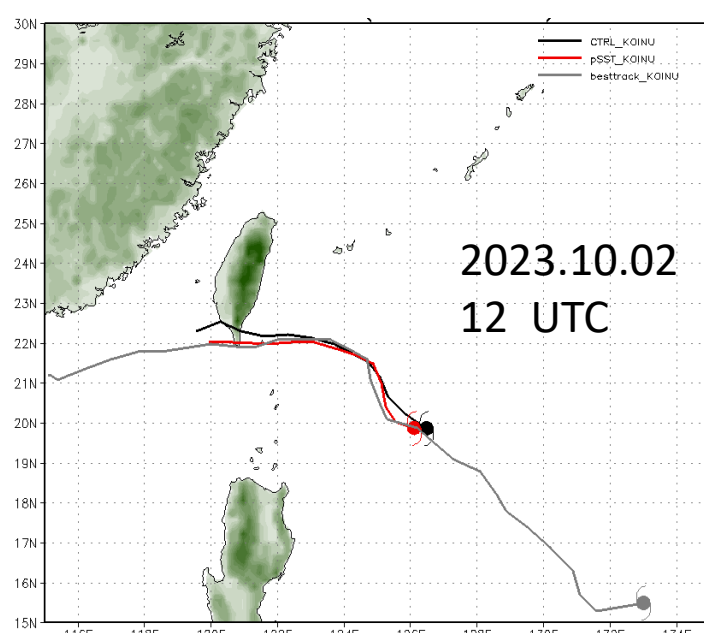 30N
CTRL_KOINU
pSST_KOINU
besttrack_KOINU
29N
28N
27N
26N
25N
24N
2023.10.02
12 UTC
23N
22N
21N
20N
19N
18N
17N
16N
15N